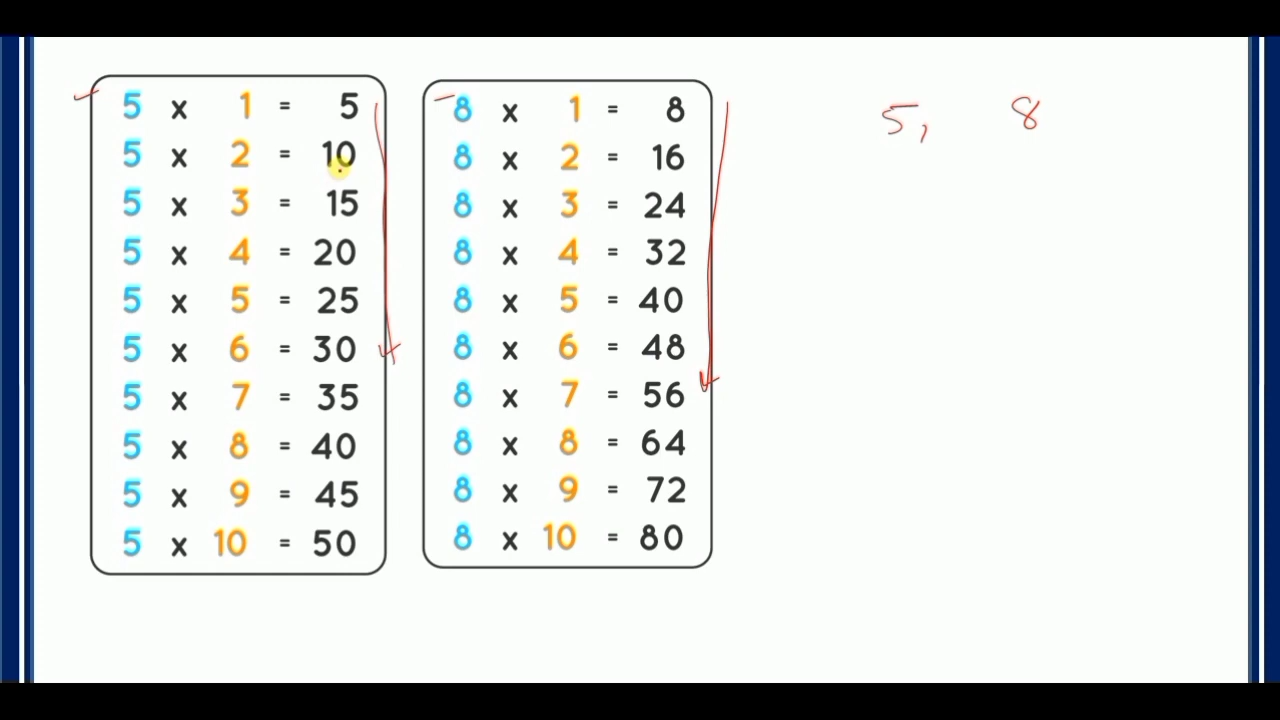 5 x 1 = 5
5 x 2 = 10
5 x 3 = 15
5 x 4 = 20
5 x 5 = 25
5 x 6 = 30
5 x 7 = 35
5 x 8 = 40
5 x 9 = 45
5 x 10 = 50
8 x 1 = 8
8 x 2 = 16
8 x 3 = 24
8 x 4 = 32
8 x 5 = 40
8 x 6 = 48
8 x 7 = 56
8 x 8 = 64
8 x 9 = 72
8 x 10 = 80
5, 8